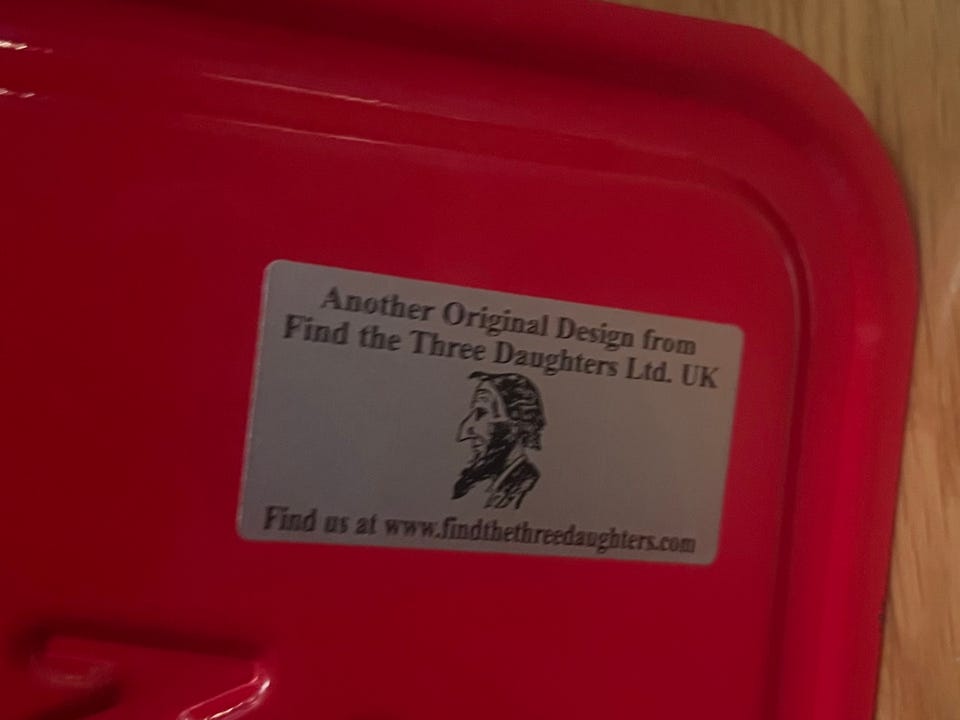 Another Original Design from
Find the Three Daughters Ltd. UK
Find us at www.findthethreedaughters.com